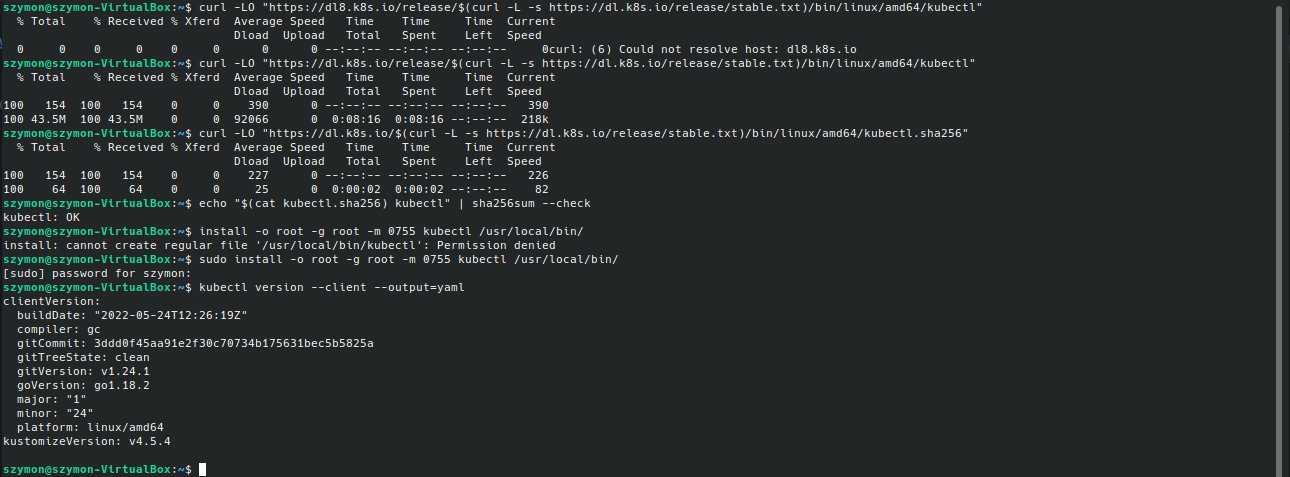 szymon@szymon-VirtualBox:~$ curl -LO "https://dl8.k8s.io/release/$(curl -L -s https://dl.k8s.io/release/stable.txt)/bin/linux/amd64/kubectl"
  % Total    % Received % Xferd  Average Speed   Time    Time     Time  Current
                                 Dload  Upload   Total   Spent    Left  Speed
  0     0    0     0    0     0      0      0 --:--:-- --:--:-- --:--:--     0curl: (6) Could not resolve host: dl8.k8s.io
szymon@szymon-VirtualBox:~$ curl -LO "https://dl.k8s.io/release/$(curl -L -s https://dl.k8s.io/release/stable.txt)/bin/linux/amd64/kubectl"
  % Total    % Received % Xferd  Average Speed   Time    Time     Time  Current
                                 Dload  Upload   Total   Spent    Left  Speed
100   154  100   154    0     0    390      0 --:--:-- --:--:-- --:--:--   390
100 43.5M  100 43.5M    0     0  92066      0  0:08:16  0:08:16 --:--:--  218k
szymon@szymon-VirtualBox:~$ curl -LO "https://dl.k8s.io/$(curl -L -s https://dl.k8s.io/release/stable.txt)/bin/linux/amd64/kubectl.sha256"
  % Total    % Received % Xferd  Average Speed   Time    Time     Time  Current
                                 Dload  Upload   Total   Spent    Left  Speed
100   154  100   154    0     0    227      0 --:--:-- --:--:-- --:--:--   226
100    64  100    64    0     0     25      0  0:00:02  0:00:02 --:--:--    82
szymon@szymon-VirtualBox:~$ echo "$(cat kubectl.sha256) kubectl" | sha256sum --check
kubectl: OK
szymon@szymon-VirtualBox:~$ install -o root -g root -m 0755 kubectl /usr/local/bin/
install: cannot create regular file '/usr/local/bin/kubectl': Permission denied
szymon@szymon-VirtualBox:~$ sudo install -o root -g root -m 0755 kubectl /usr/local/bin/
[sudo] password for szymon:
szymon@szymon-VirtualBox:~$ kubectl version --client --output=yaml
clientVersion:
  buildDate: "2022-05-24T12:26:19Z"
  compiler: gc
  gitCommit: 3ddd0f45aa91e2f30c70734b175631bec5b5825a
  gitTreeState: clean
  gitVersion: v1.24.1
  goVersion: go1.18.2
  major: "1"
  minor: "24"
  platform: linux/amd64
kustomizeVersion: v4.5.4
szymon@szymon-VirtualBox:~$